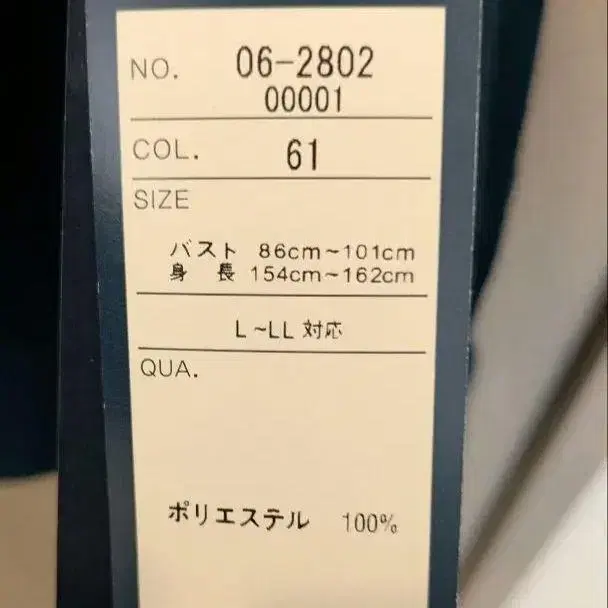 NO. 06-2802
00001
COL. 61
SIZE
バスト 86cm~101cm
身 長 154cm~162cm
L~LL 対応
QUA.
ポリエステル 100%